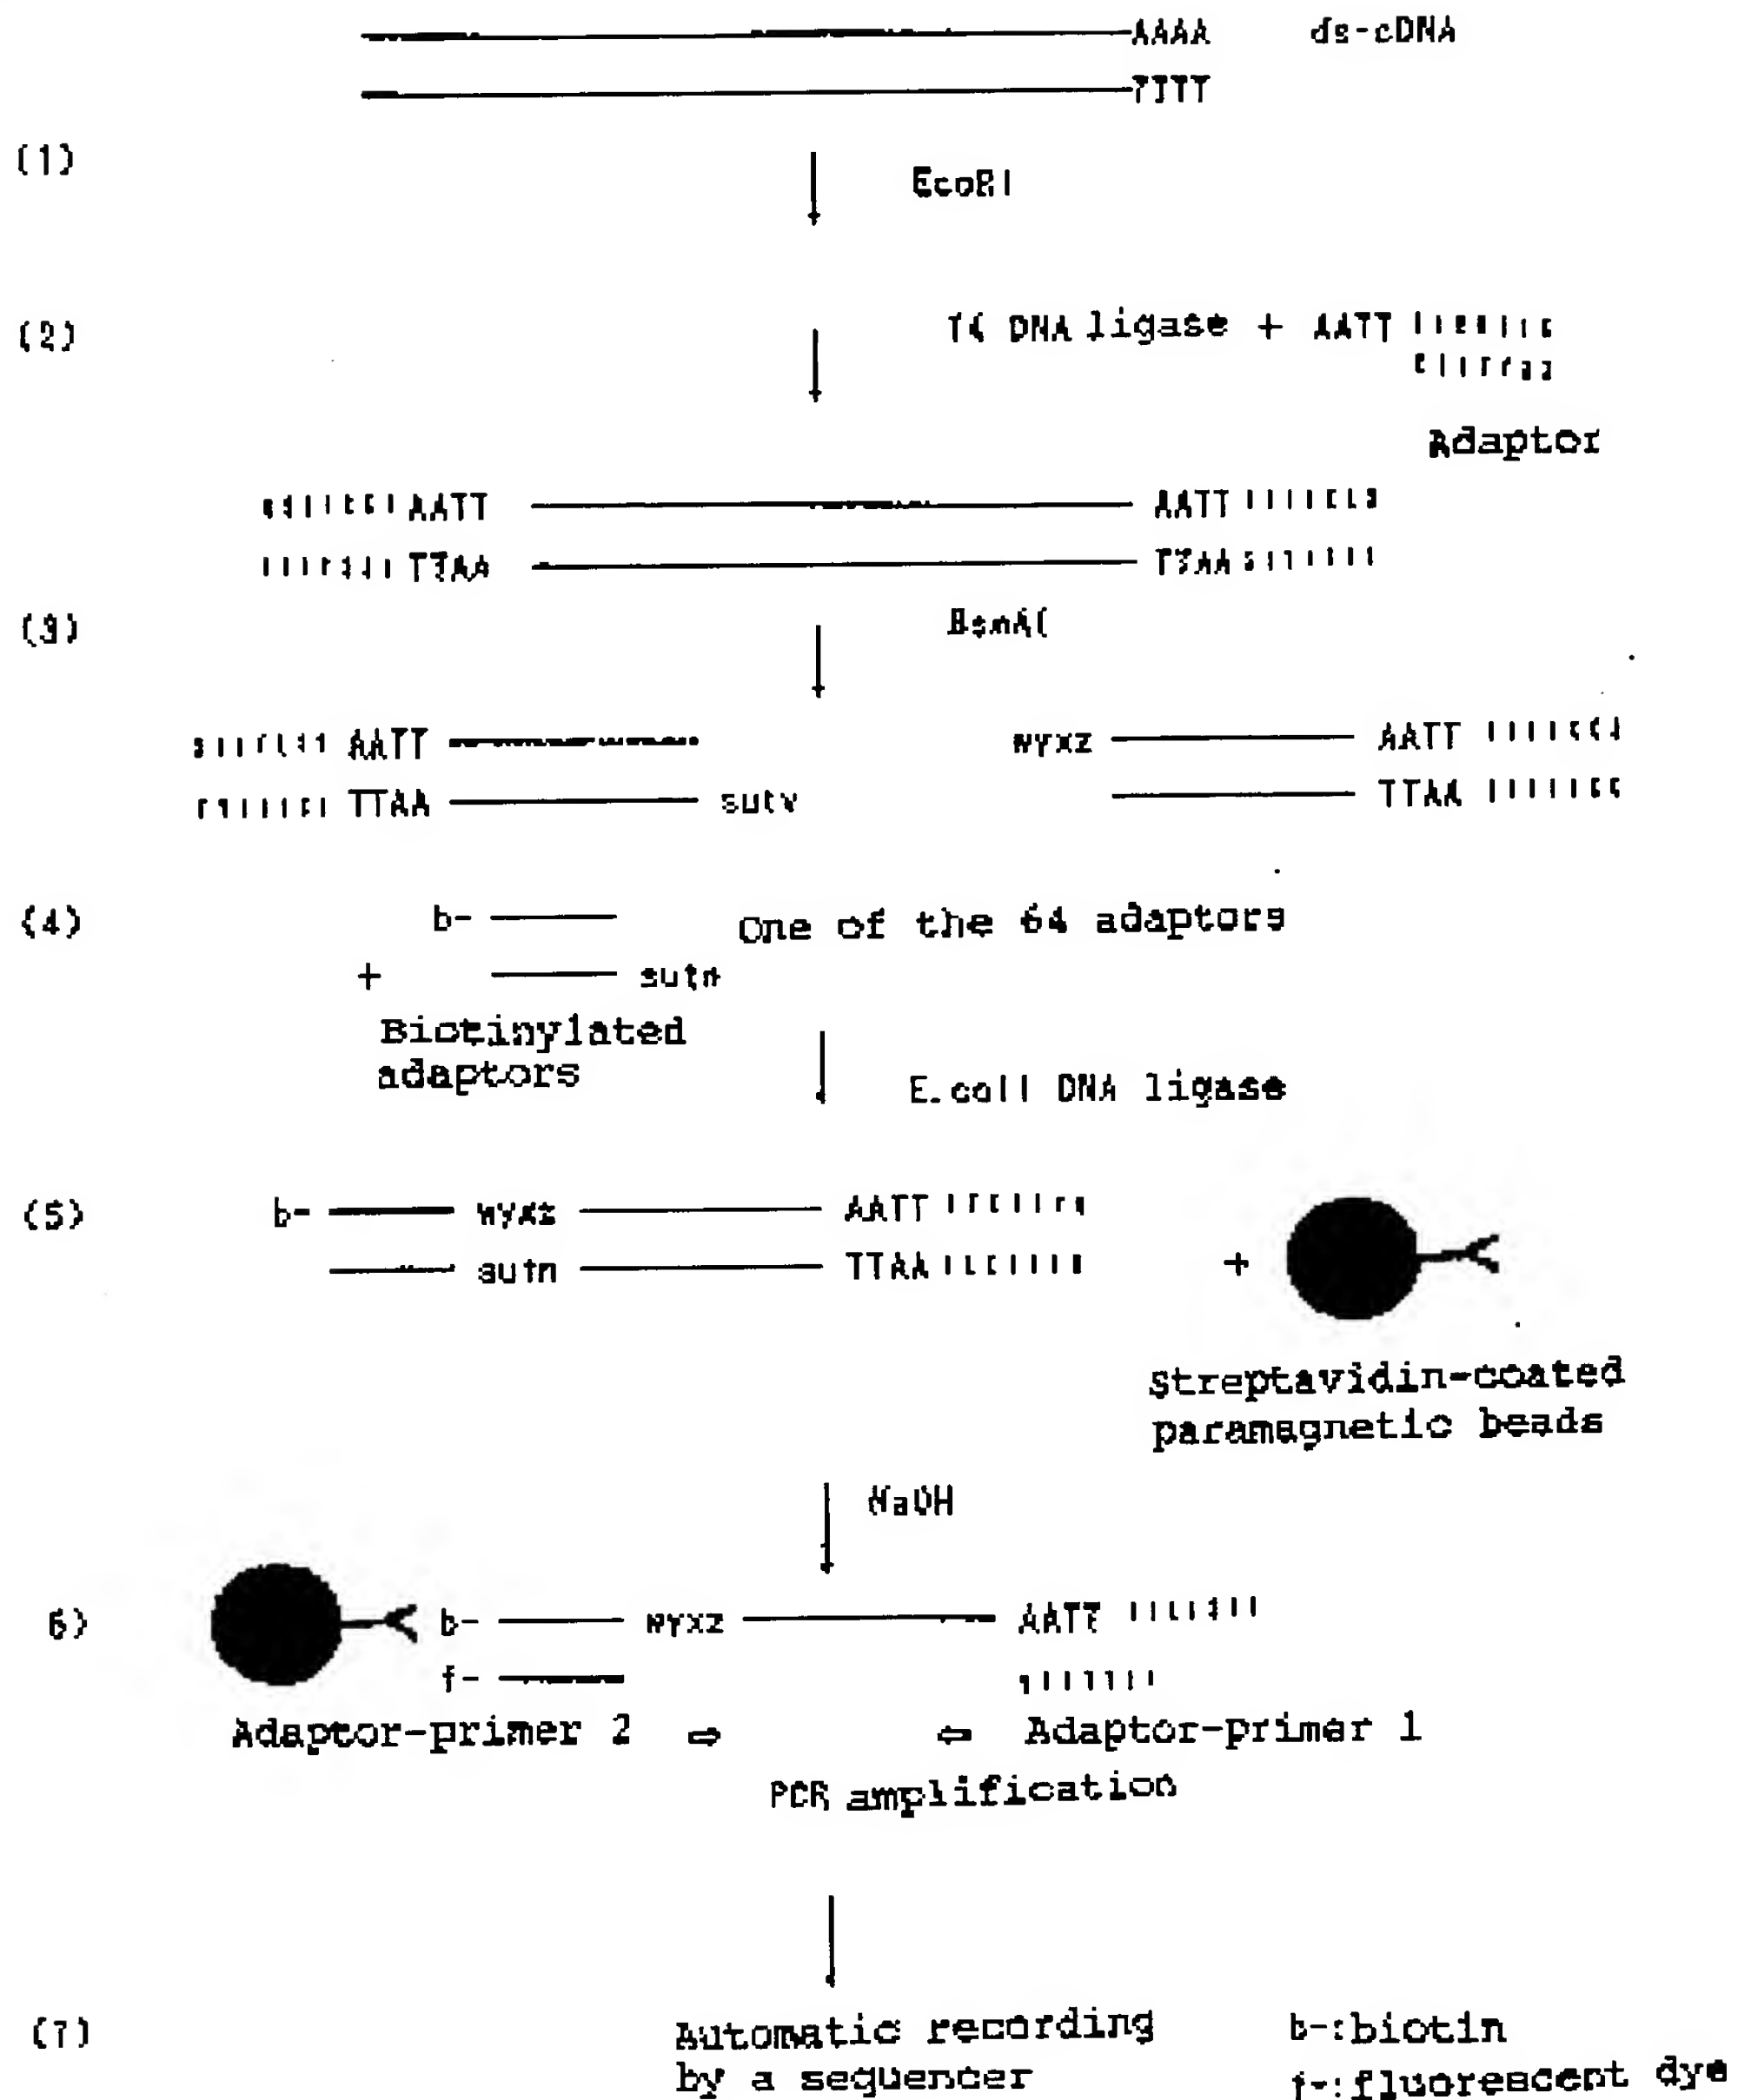 AAAA ds-cDNA
TTTT
(1)
EcoRI
(2) T4 DNA ligase + AATT
Adaptor
AATT AATT
TTAA TTAA
(3) BsmAI
AATT wyxz AATT
TTAA sutv TTAA
(4) b- One of the 64 adaptors
+ sutn
Biotinylated
adaptors
E.coli DNA ligase
(5) b- wyxz AATT
sutn TTAA +
Streptavidin-coated
paramagnetic beads
NaOH
6) b- wyxz AATT
f-
Adaptor-primer 2 ⇨ ⇦ Adaptor-primer 1
PCR amplification
(7) Automatic recording b-:biotin
by a sequencer f-:fluorescent dye